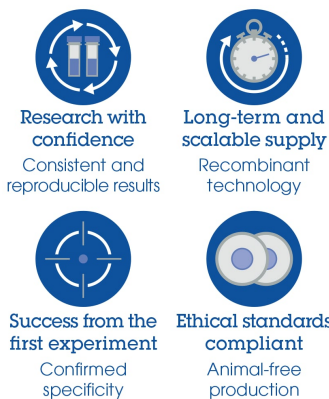 Research with
confidence
Consistent and
reproducible results
Long-term and
scalable supply
Recombinant
technology
Success from the
first experiment
Confirmed
specificity
Ethical standards
compliant
Animal-free
production